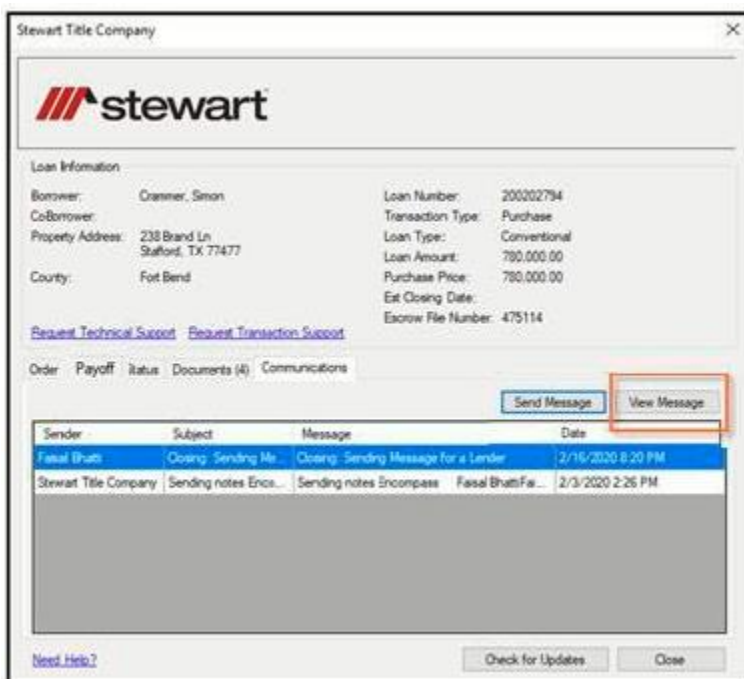 Stewart Title Company
stewart
Loan Information
Borrower: Crammer, Simon
CoBorrower:
Property Address: 238 Brand Ln
Stafford, TX 77477
County: Fort Bend
Loan Number: 200202794
Transaction Type: Purchase
Loan Type: Conventional
Loan Amount: 780,000.00
Purchase Price: 780,000.00
Est Closing Date:
Escrow File Number: 475114
Request Technical Support Request Transaction Support
Order Payoff Status Documents (4) Communications
Send Message View Message
Sender Subject Message Date
Faisal Bhatti Closing: Sending Me... Closing: Sending Message for a Lender 2/16/2020 8:20 PM
Stewart Title Company Sending notes Enco... Sending notes Encompass Faisal BhattiFai... 2/3/2020 2:26 PM
Need Help? Check for Updates Close